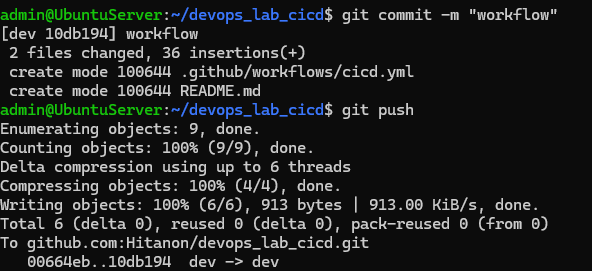 admin@UbuntuServer:~/devops_lab_cicd$ git commit -m "workflow"
[dev 10db194] workflow
 2 files changed, 36 insertions(+)
 create mode 100644 .github/workflows/cicd.yml
 create mode 100644 README.md
admin@UbuntuServer:~/devops_lab_cicd$ git push
Enumerating objects: 9, done.
Counting objects: 100% (9/9), done.
Delta compression using up to 6 threads
Compressing objects: 100% (4/4), done.
Writing objects: 100% (6/6), 913 bytes | 913.00 KiB/s, done.
Total 6 (delta 0), reused 0 (delta 0), pack-reused 0 (from 0)
To github.com:Hitanon/devops_lab_cicd.git
   00664eb..10db194  dev -> dev